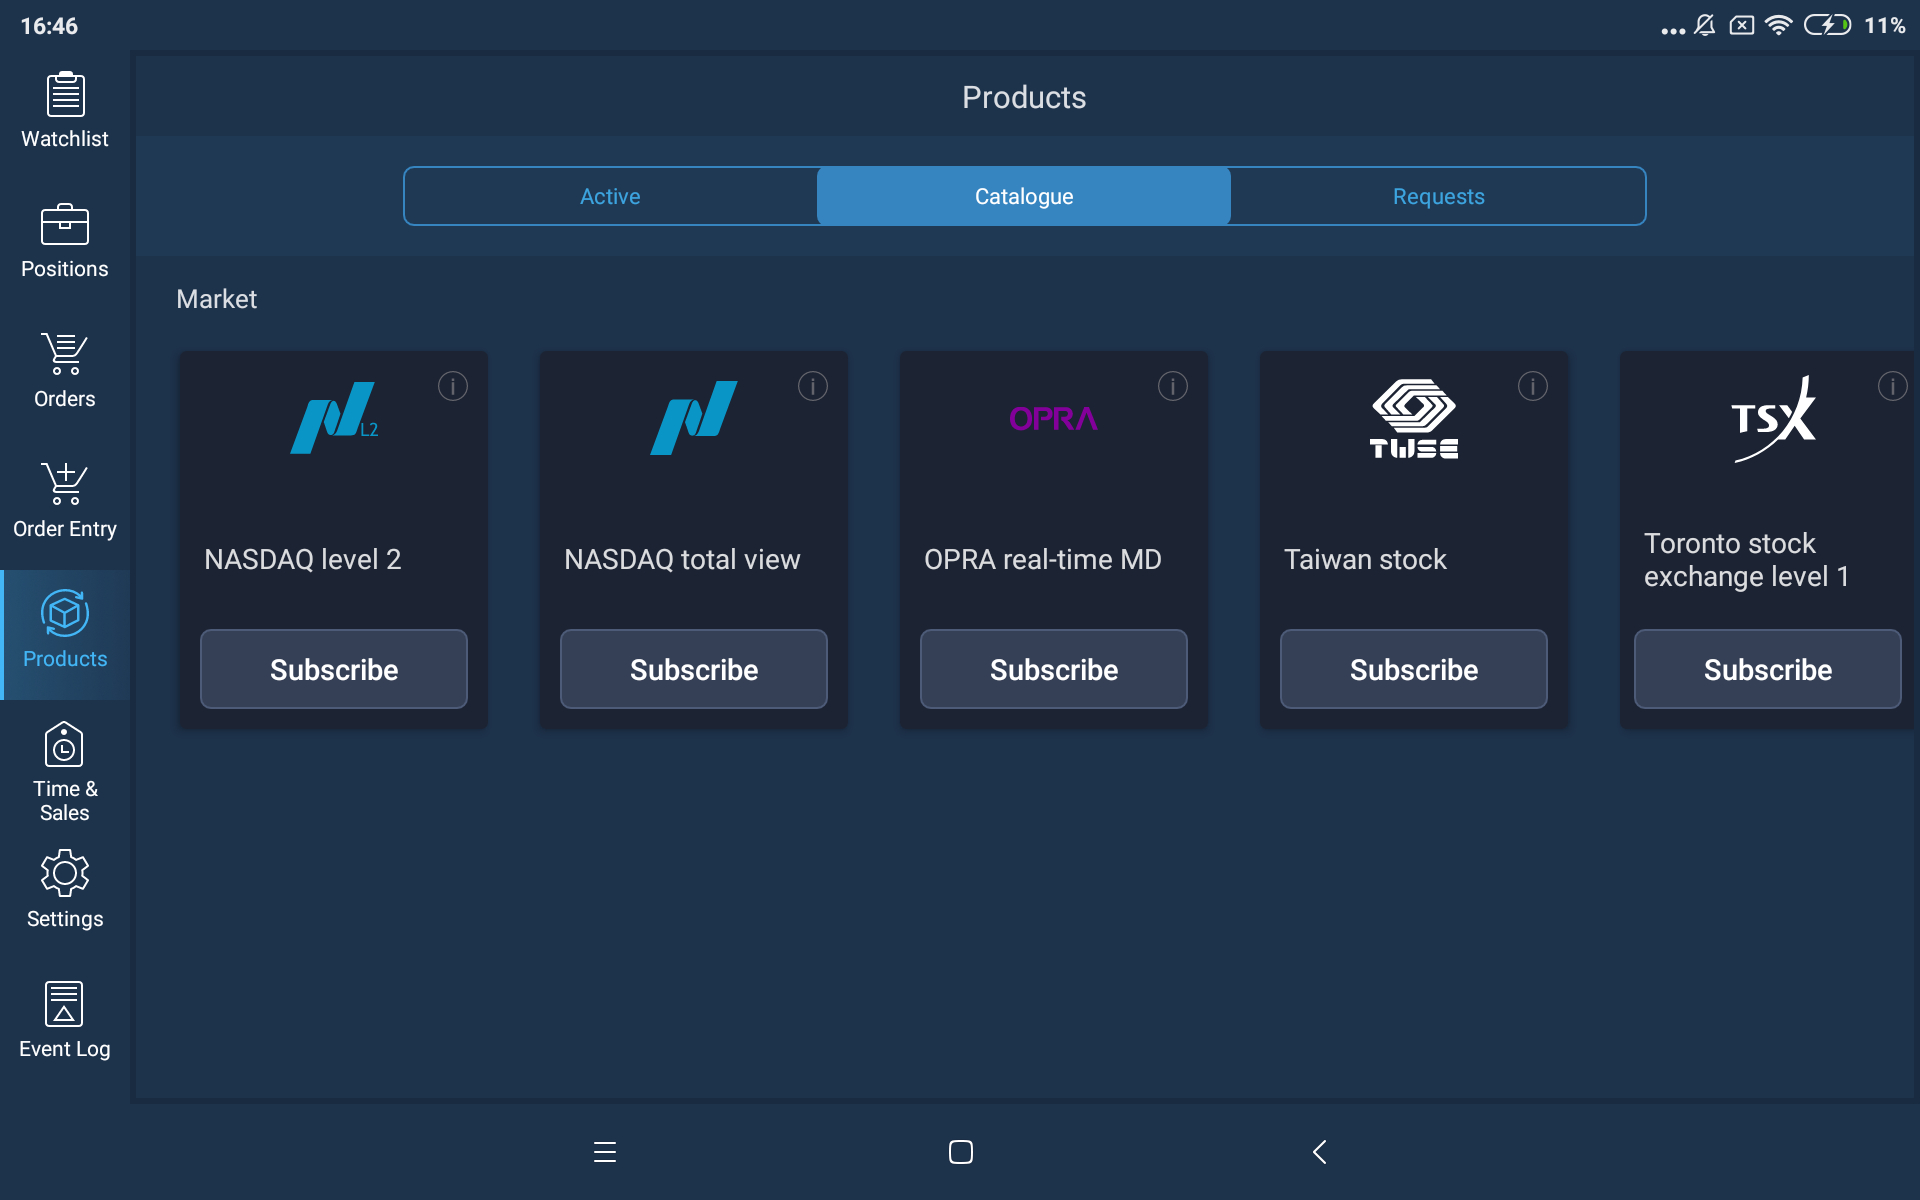 16:46
11%
Watchlist
Positions
Orders
Order Entry
Products
Time &
Sales
Settings
Event Log
Products
Active
Catalogue
Requests
Market
L2
NASDAQ level 2
Subscribe
NASDAQ total view
Subscribe
OPRA
OPRA real-time MD
Subscribe
TWSE
Taiwan stock
Subscribe
TSX
Toronto stock
exchange level 1
Subscribe